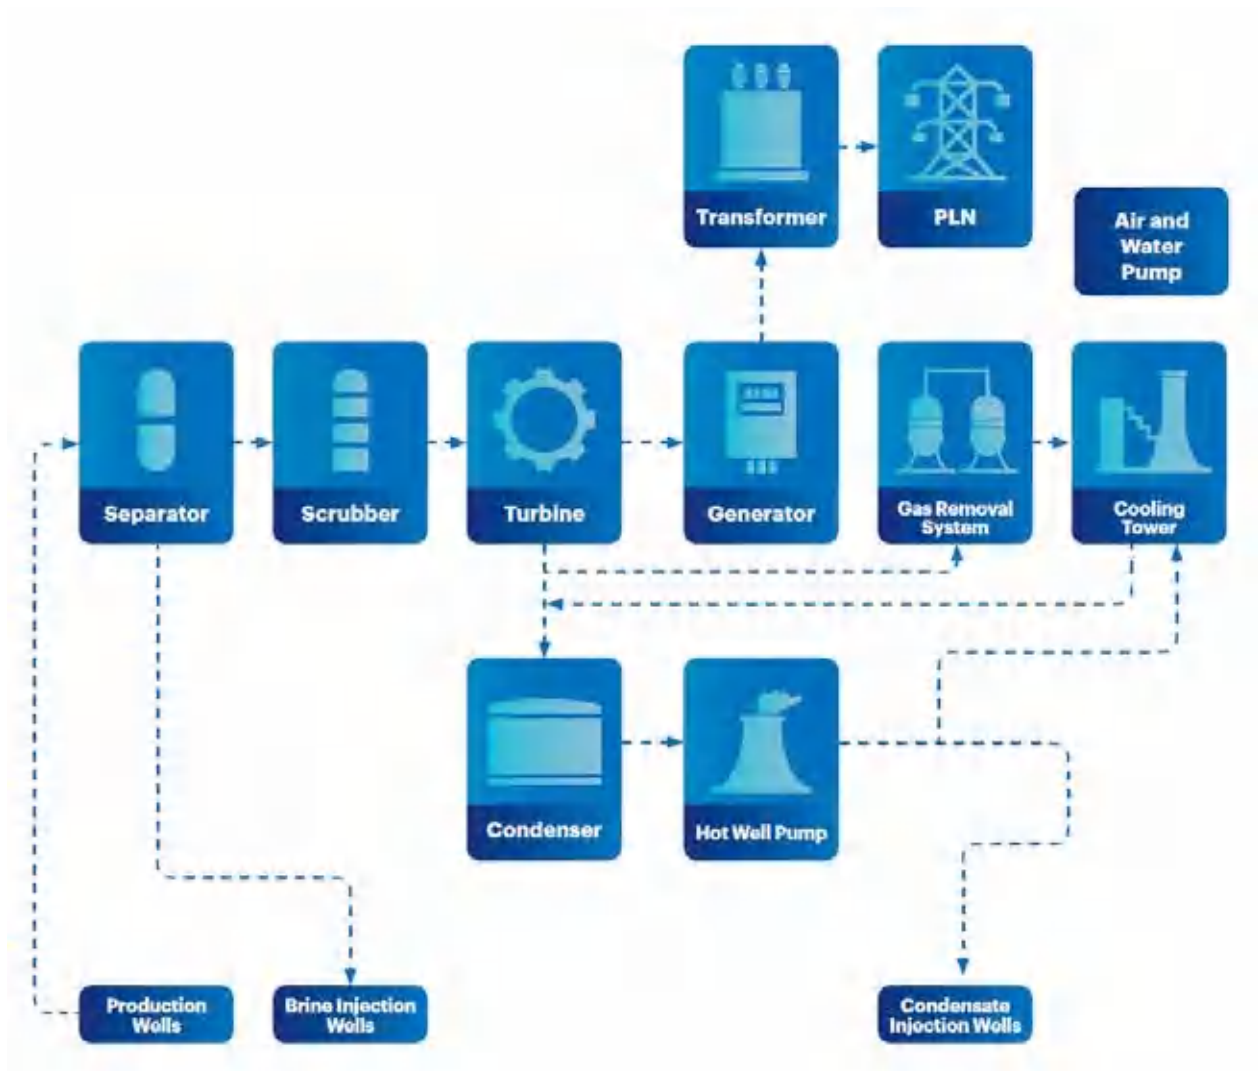 Transformer
PLN
Air and
Water
Pump
Separator
Scrubber
Turbine
Generator
Gas Removal
System
Cooling
Tower
Condenser
Hot Well Pump
Production
Wells
Brine Injection
Wells
Condensate
Injection Wells